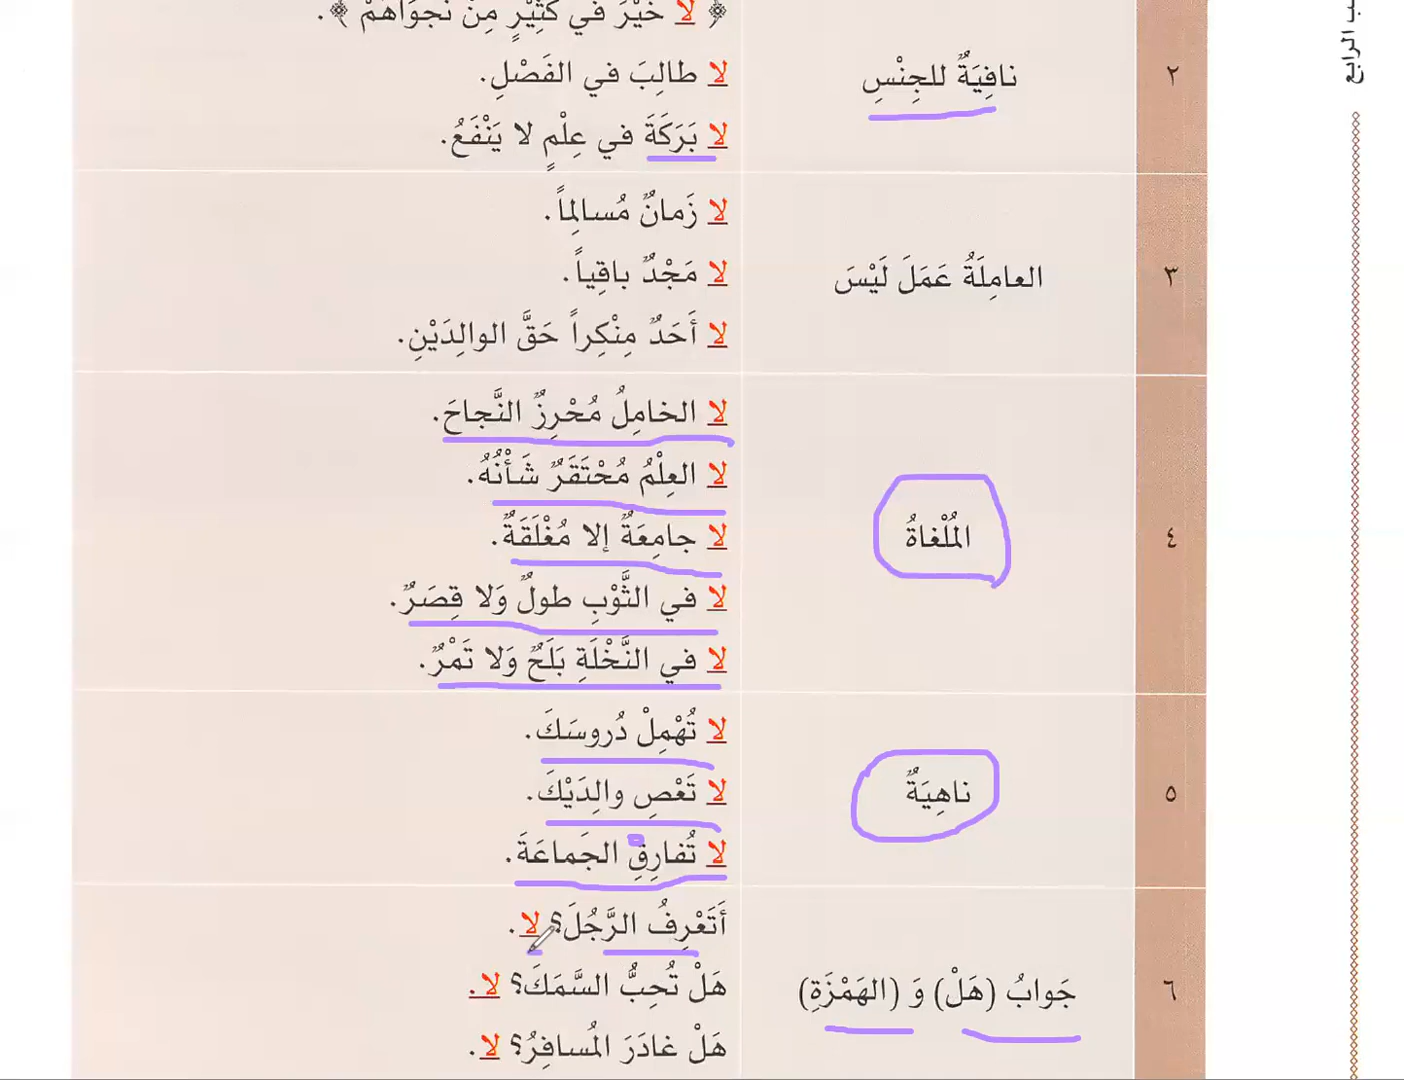 ﴿ لا خَيْرَ في كَثيْرٍ مِنْ نَجْوَاهُمْ ﴾.
٢
نافِيَةٌ للجِنْسِ
لا طالِبَ في الفَصْلِ.
لا بَرَكَةَ في عِلْمٍ لا يَنْفَعُ.
لا زَمانٌ مُسالِماً.
٣
العامِلَةُ عَمَلَ لَيْسَ
لا مَجْدٌ باقِياً.
لا أَحَدٌ مِنْكِراً حَقَّ الوالِدَيْنِ.
لا الخامِلُ مُحْرِزٌ النَّجاحَ.
لا العِلْمُ مُحْتَقَرٌ شَأْنُهُ.
٤
المُلْغاةُ
لا جامِعَةٌ إلا مُغْلَقَةٌ.
لا في الثَّوْبِ طولٌ وَلا قِصَرٌ.
لا في النَّخْلَةِ بَلَحٌ وَلا تَمْرٌ.
لا تُهْمِلْ دُروسَكَ.
٥
ناهِيَةٌ
لا تَعْصِ والِدَيْكَ.
لا تُفارِقِ الجَماعَةَ.
أَتَعْرِفُ الرَّجُلَ؟ لا.
٦
جَوابُ (هَلْ) وَ (الهَمْزَةِ)
هَلْ تُحِبُّ السَّمَكَ؟ لا.
هَلْ غادَرَ المُسافِرُ؟ لا.
الرابع